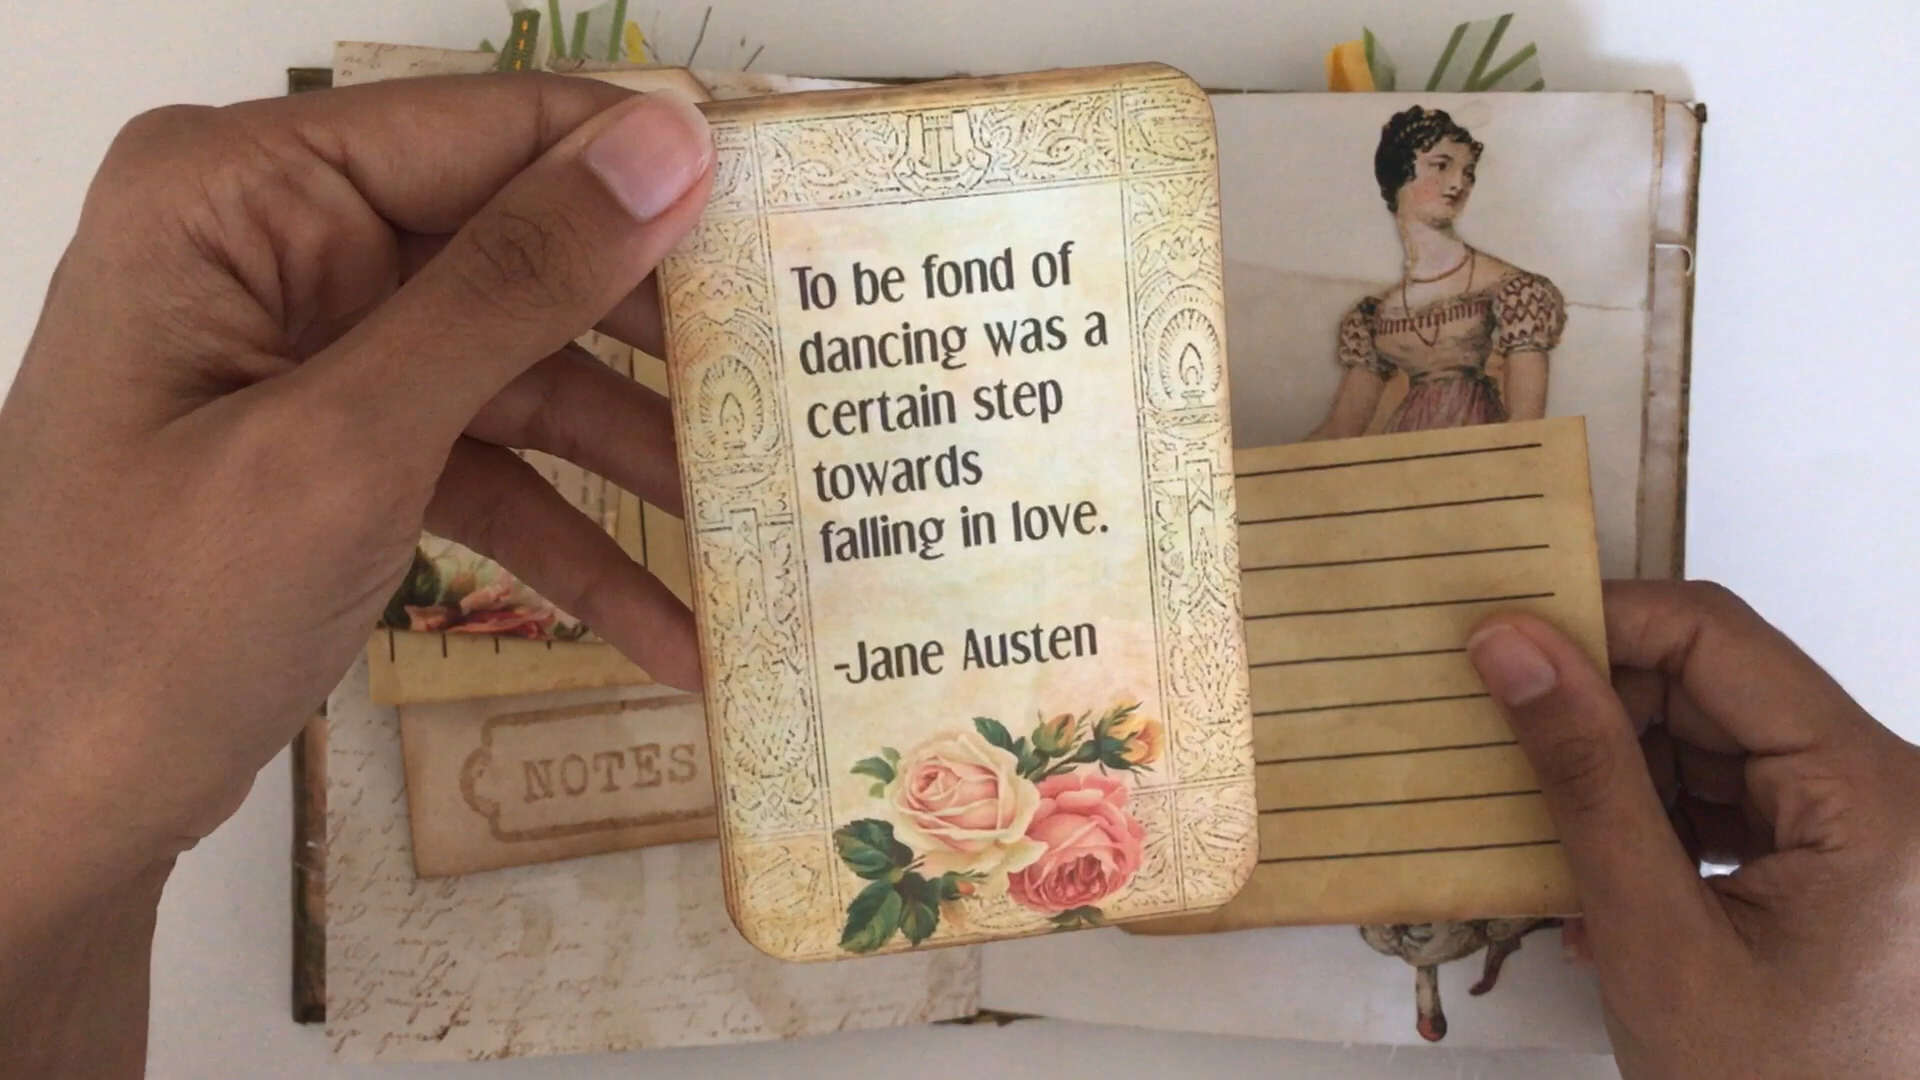 To be fond of
dancing was a
certain step
towards
falling in love.
-Jane Austen
NOTES